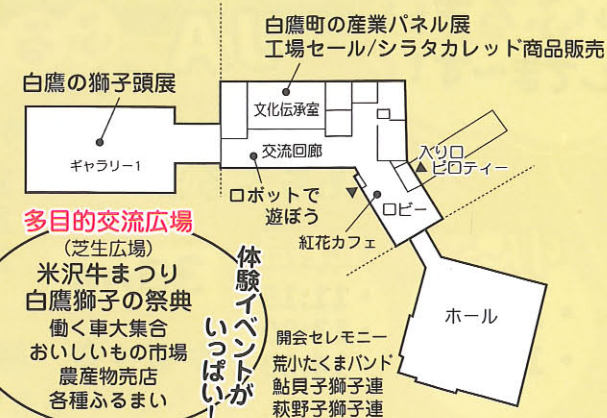 白鷹町の産業パネル展
工場セール/シラタカレッド商品販売
白鷹の獅子頭展
文化伝承室
ギャラリー1
交流回廊
入り口
▲ピロティー
ロボットで
遊ぼう
ロビー
紅花カフェ
多目的交流広場
(芝生広場)
米沢牛まつり
白鷹獅子の祭典
働く車大集合
おいしいもの市場
農産物売店
各種ふるまい
体験イベントが
いっぱい!
ホール
開会セレモニー
荒小たくまバンド
鮎貝子獅子連
萩野子獅子連